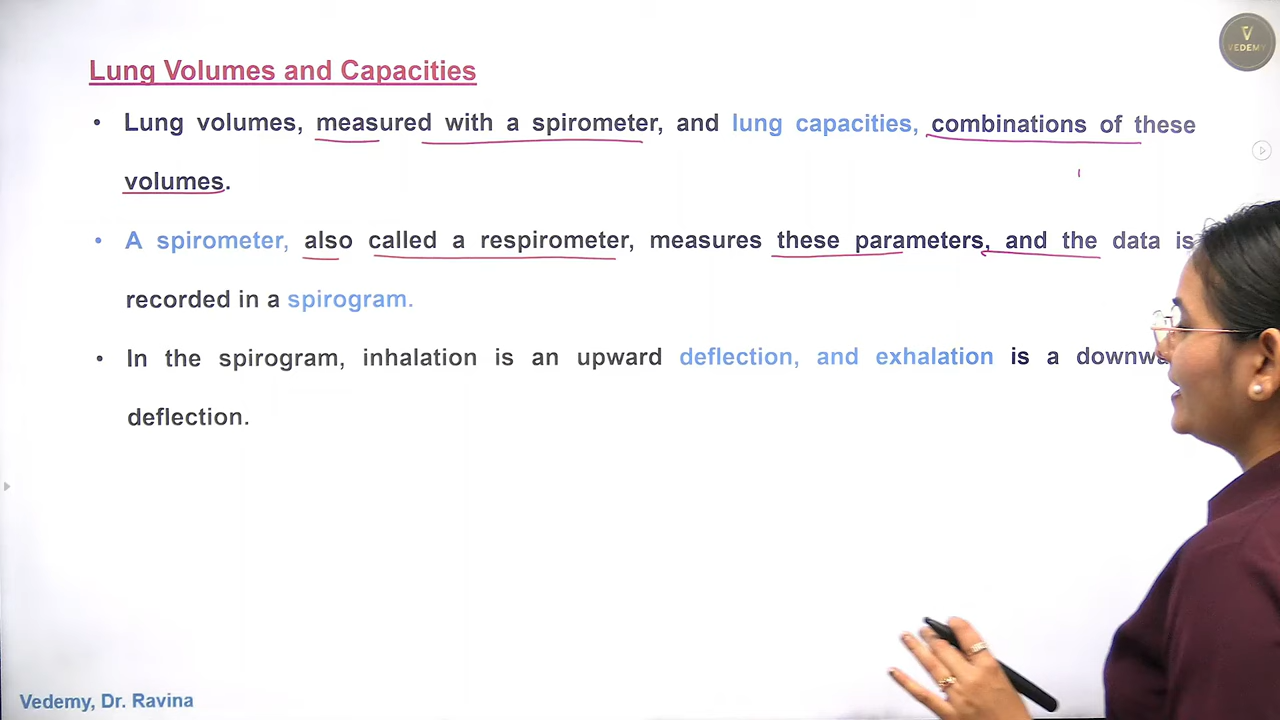 Lung Volumes and Capacities
• Lung volumes, measured with a spirometer, and lung capacities, combinations of these
volumes.
• A spirometer, also called a respirometer, measures these parameters, and the data is
recorded in a spirogram.
• In the spirogram, inhalation is an upward deflection, and exhalation is a
deflection.
Vedemy, Dr. Ravina
V
VEDEMY